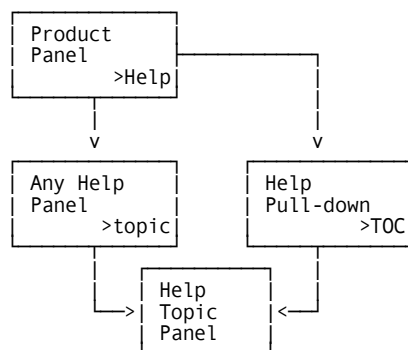 Product
Panel
>Help
v
v
Any Help
Panel
>topic
Help
Pull-down
>TOC
>
Help
Topic
Panel
<